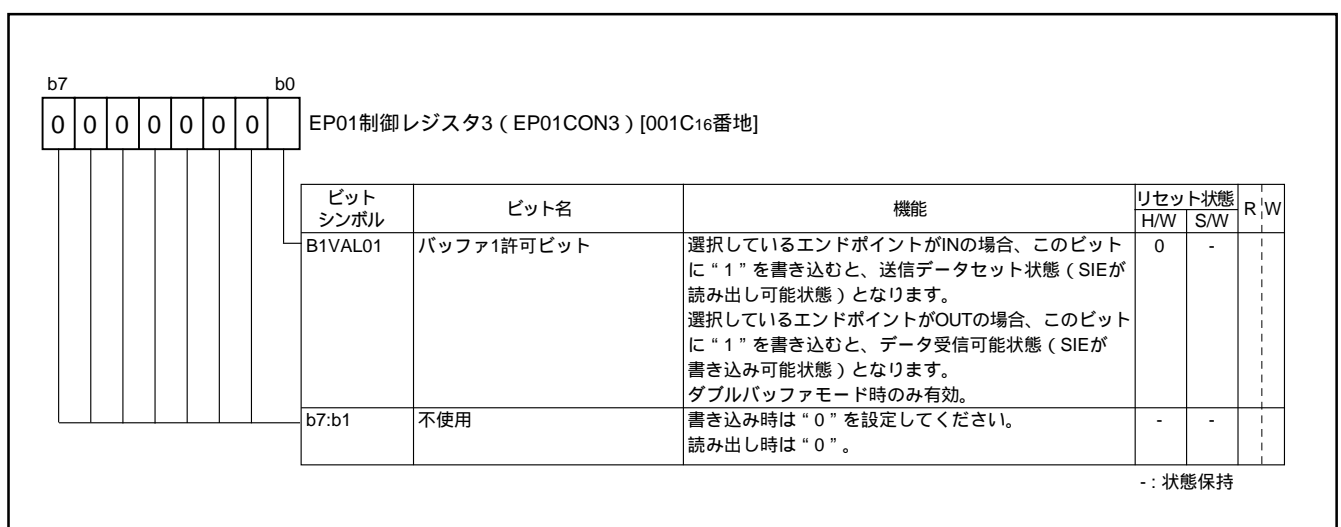 b7 b0
0 0 0 0 0 0 0
EP01制御レジスタ3（EP01CON3）[001C16番地]
ビット
シンボル
ビット名
機能
リセット状態
H/W S/W
R W
B1VAL01
バッファ1許可ビット
選択しているエンドポイントがINの場合、このビット
に“1”を書き込むと、送信データセット状態（SIEが
読み出し可能状態）となります。
選択しているエンドポイントがOUTの場合、このビット
に“1”を書き込むと、データ受信可能状態（SIEが
書き込み可能状態）となります。
ダブルバッファモード時のみ有効。
0 -
b7:b1
不使用
書き込み時は“0”を設定してください。
読み出し時は“0”。
- -
- : 状態保持